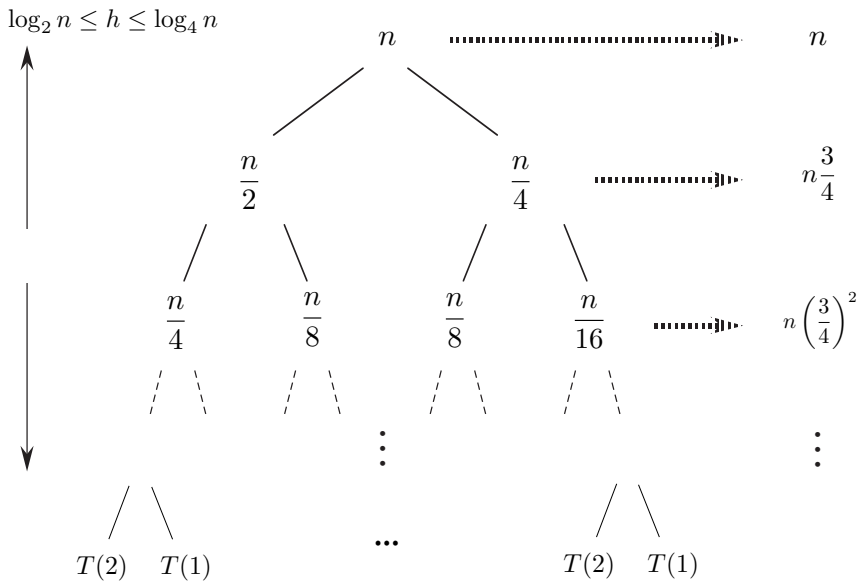 log₂ n ≤ h ≤ log₄ n
n n
n/2 n/4 n 3/4
n/4 n/8 n/8 n/16 n (3/4)²
⋮ ⋮
T(2) T(1) ... T(2) T(1)